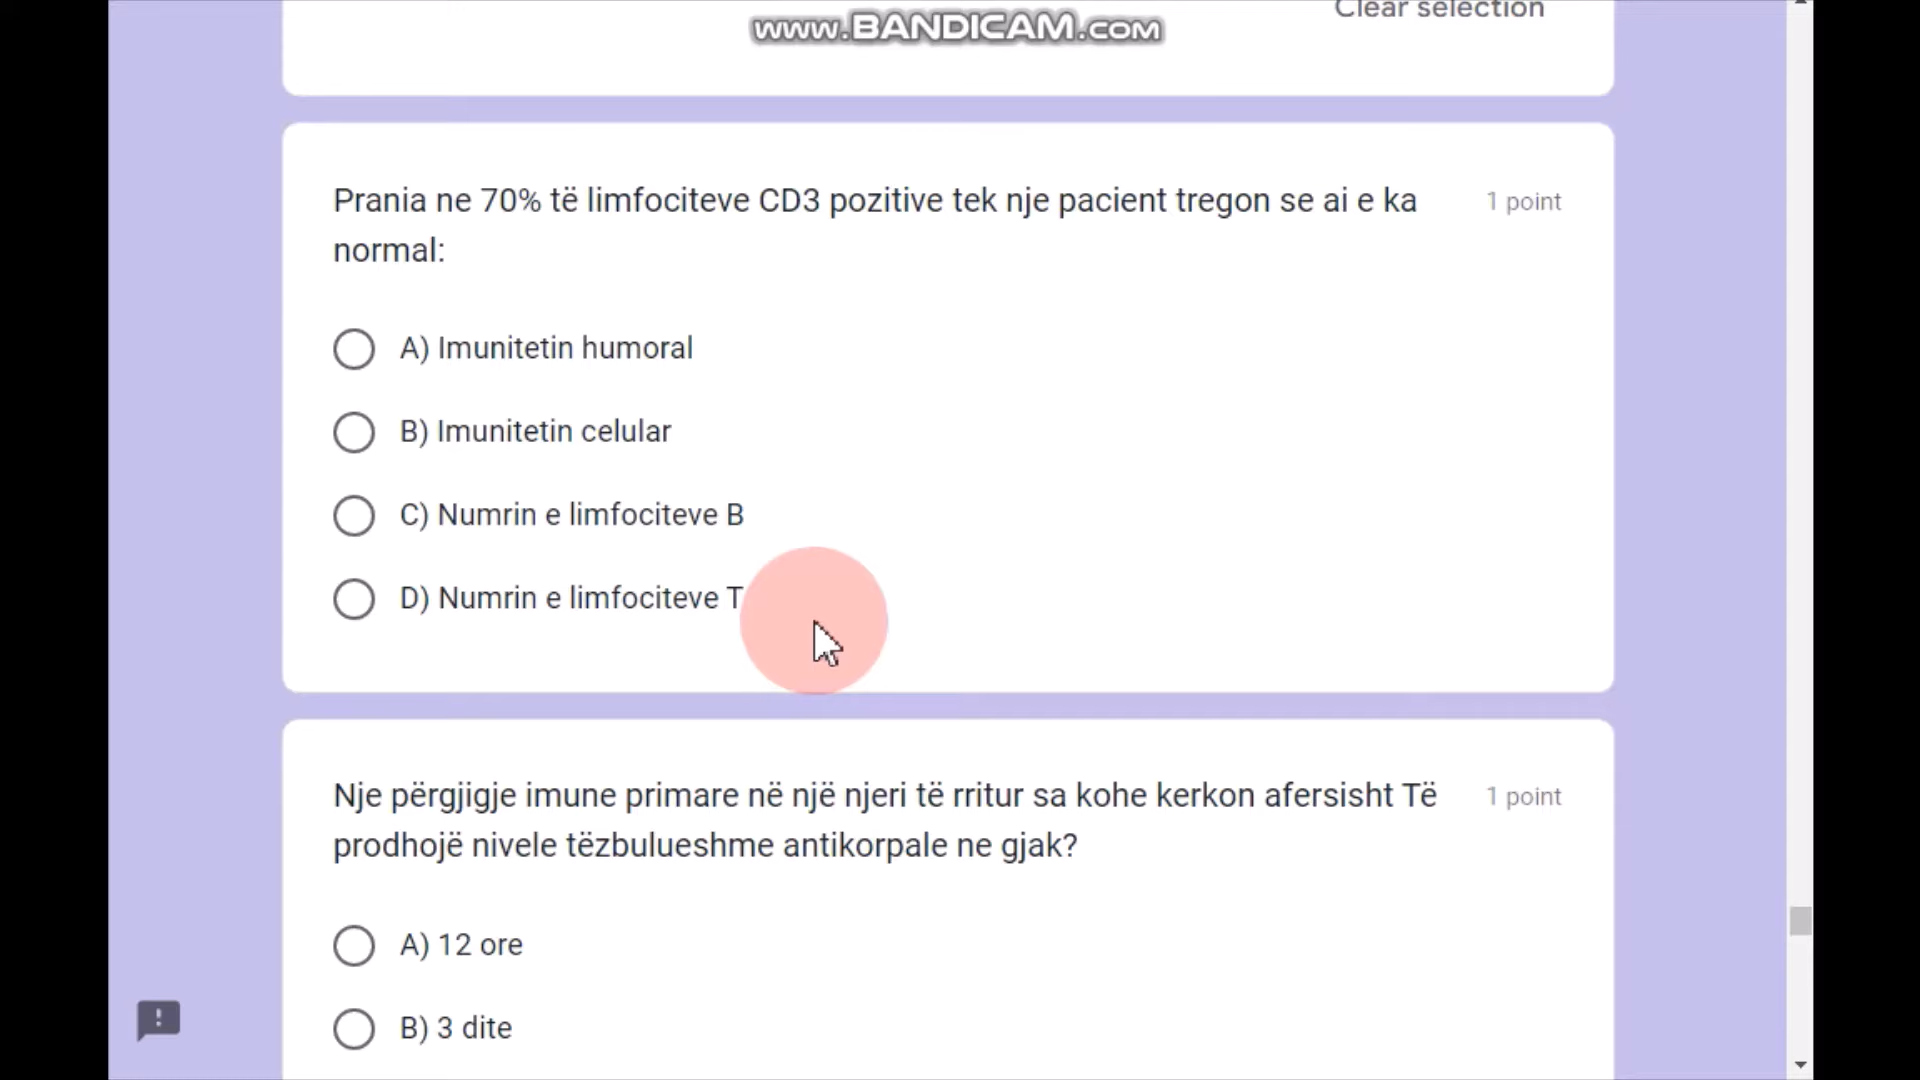 Clear selection
www.BANDICAM.com
Prania ne 70% të limfociteve CD3 pozitive tek nje pacient tregon se ai e ka
normal:
1 point
A) Imunitetin humoral
B) Imunitetin celular
C) Numrin e limfociteve B
D) Numrin e limfociteve T
Nje përgjigje imune primare në një njeri të rritur sa kohe kerkon afersisht Të
prodhojë nivele tëzbulueshme antikorpale ne gjak?
1 point
A) 12 ore
B) 3 dite